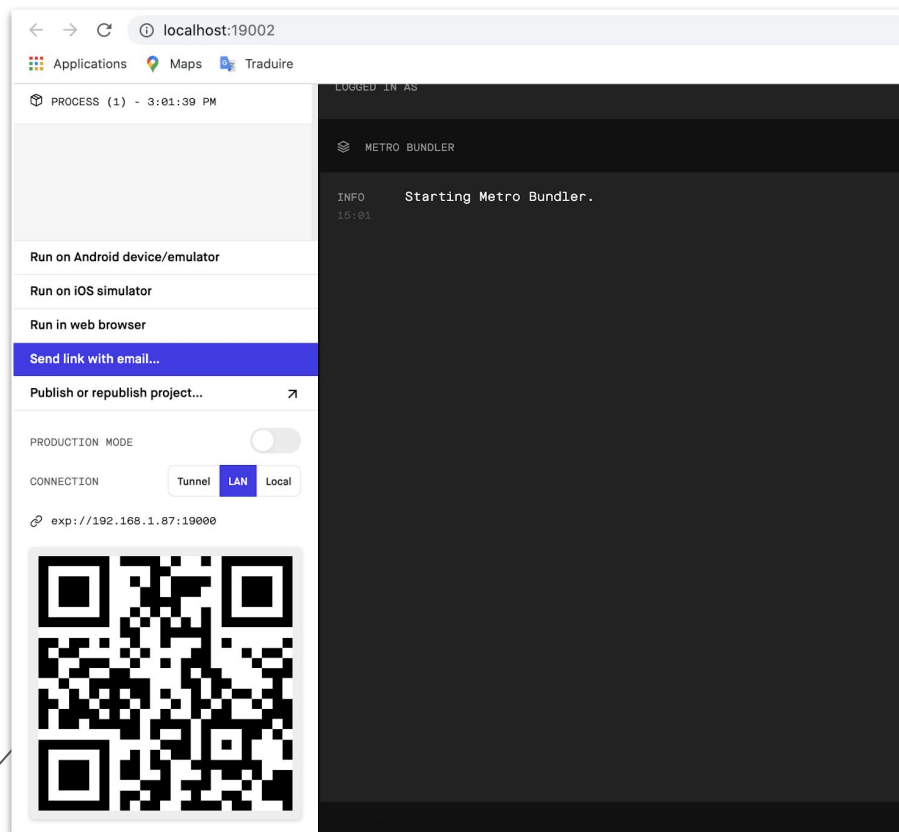 localhost:19002
Applications Maps Traduire
PROCESS (1) - 3:01:39 PM
LOGGED IN AS
METRO BUNDLER
INFO Starting Metro Bundler.
15:01
Run on Android device/emulator
Run on iOS simulator
Run in web browser
Send link with email...
Publish or republish project...
PRODUCTION MODE
CONNECTION Tunnel LAN Local
exp://192.168.1.87:19000